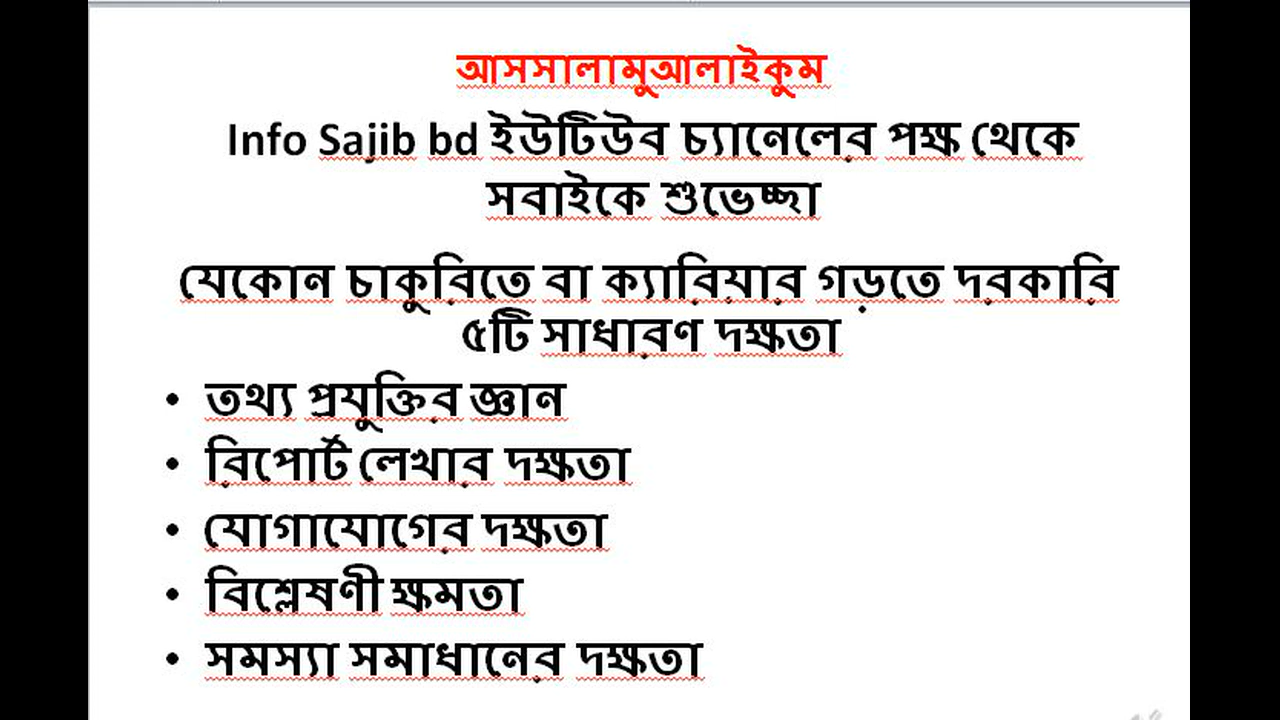 আসসালামুআলাইকুম
Info Sajib bd ইউটিউব চ্যানেলের পক্ষ থেকে
সবাইকে শুভেচ্ছা
যেকোন চাকুরিতে বা ক্যারিয়ার গড়তে দরকারি
৫টি সাধারণ দক্ষতা
• তথ্য প্রযুক্তির জ্ঞান
• রিপোর্ট লেখার দক্ষতা
• যোগাযোগের দক্ষতা
• বিশ্লেষণী ক্ষমতা
• সমস্যা সমাধানের দক্ষতা